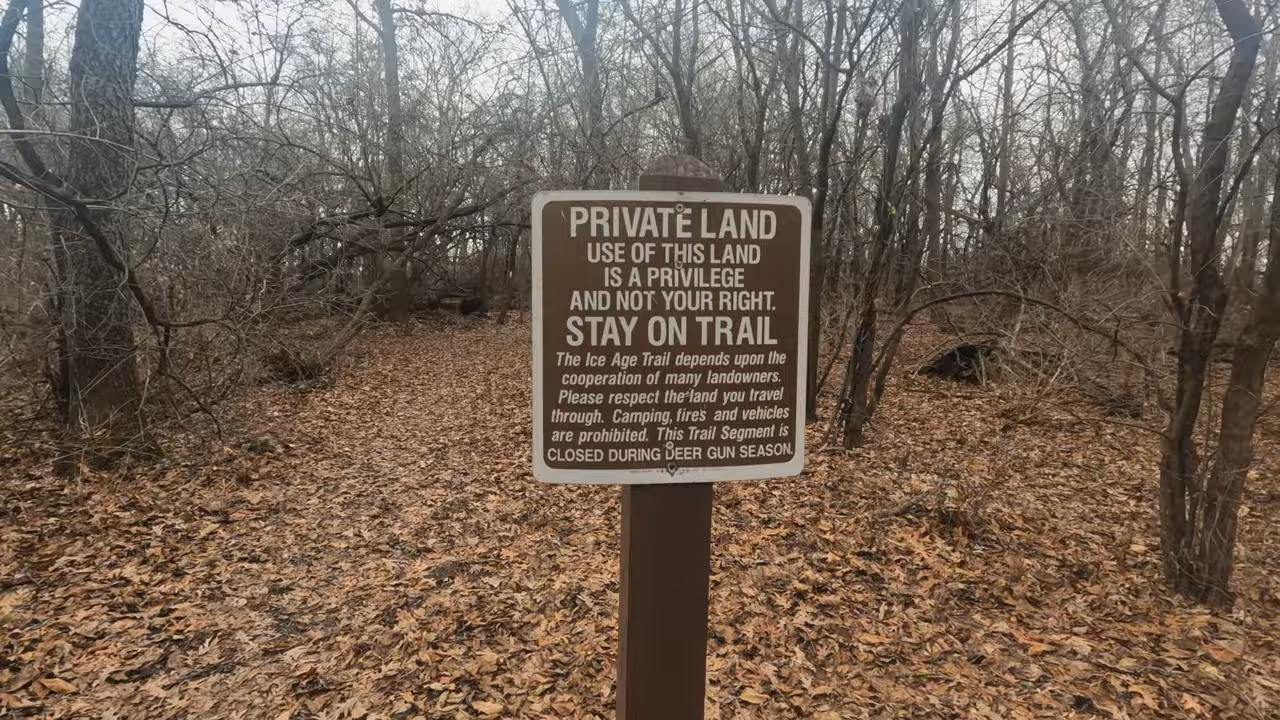 PRIVATE LAND
USE OF THIS LAND
IS A PRIVILEGE
AND NOT YOUR RIGHT.
STAY ON TRAIL
The Ice Age Trail depends upon the
cooperation of many landowners.
Please respect the land you travel
through. Camping, fires and vehicles
are prohibited. This Trail Segment is
CLOSED DURING DEER GUN SEASON.